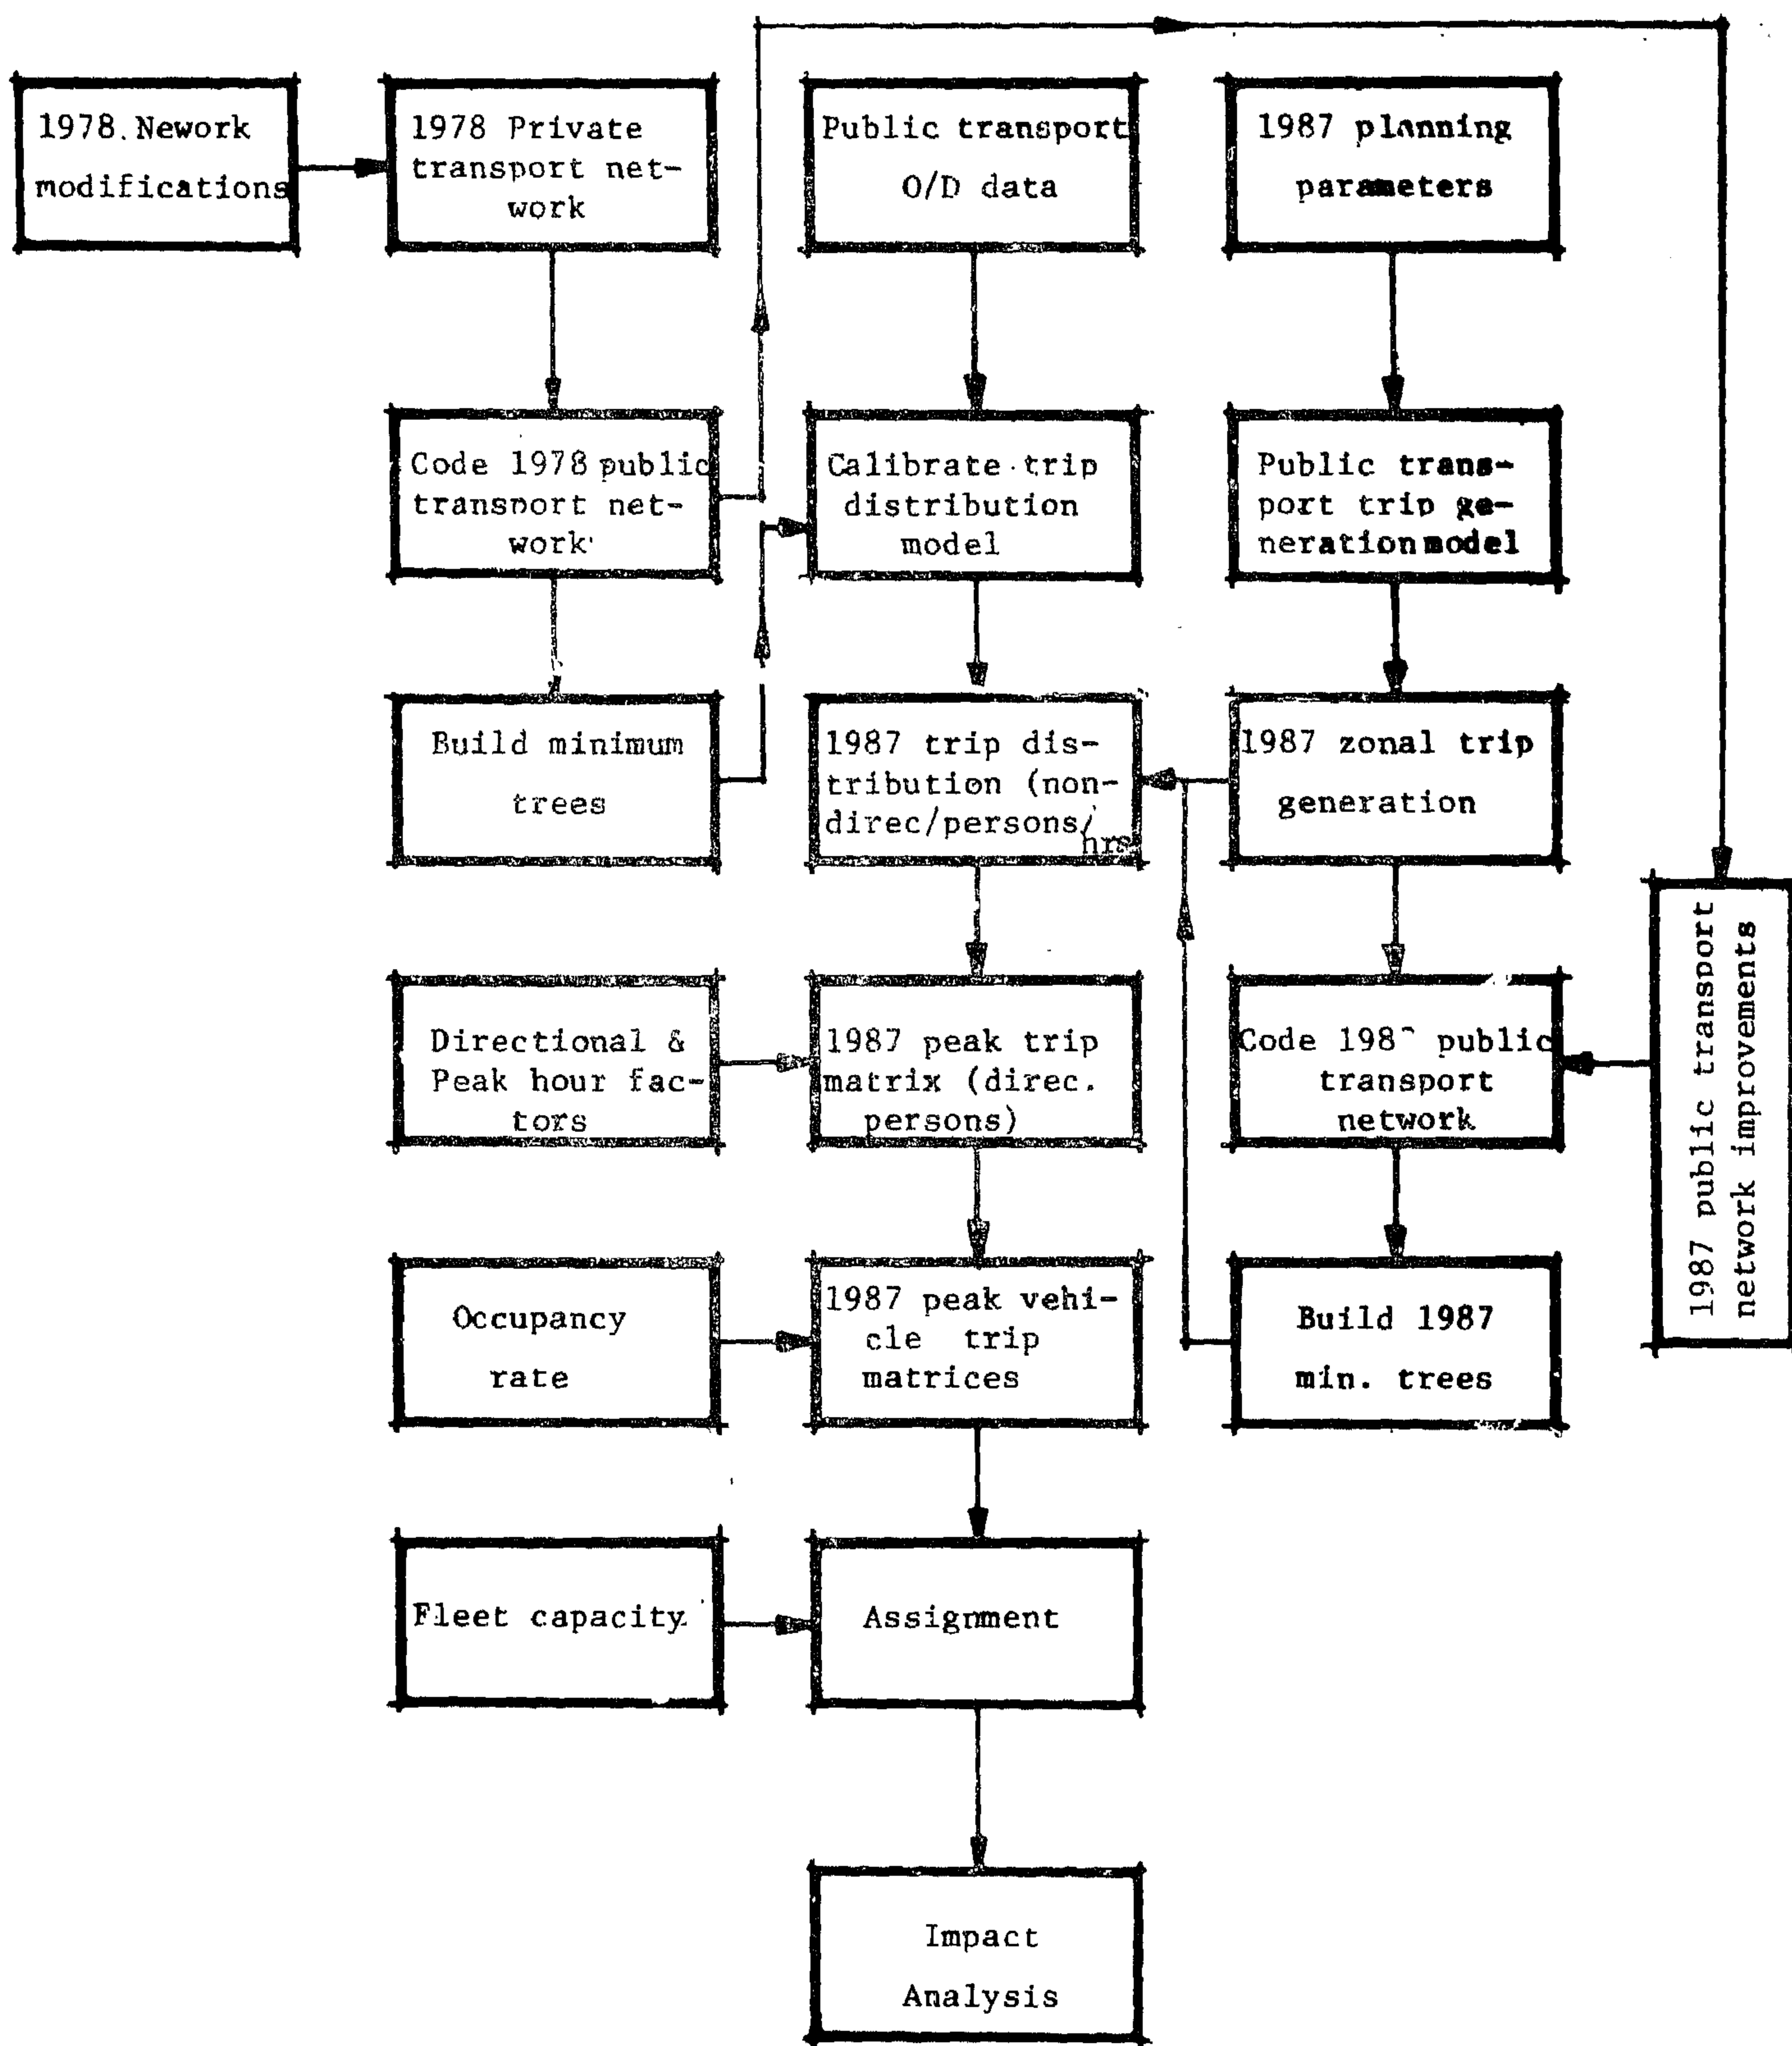 1978. Nework
modifications
1978 Private
transport net-
work
Public transport
O/D data
1987 planning
parameters
Code 1978 public
transport net-
work
Calibrate trip
distribution
model
Public trans-
port trip ge-
neration model
Build minimum
trees
1987 trip dis-
tribution (non-
direc/persons/
hrs
1987 zonal trip
generation
1987 public transport
network improvements
Directional &
Peak hour fac-
tors
1987 peak trip
matrix (direc.
persons)
Code public
transport
network
Occupancy
rate
1987 peak vehi-
cle trip
matrices
Build 1987
min. trees
Fleet capacity
Assignment
Impact
Analysis